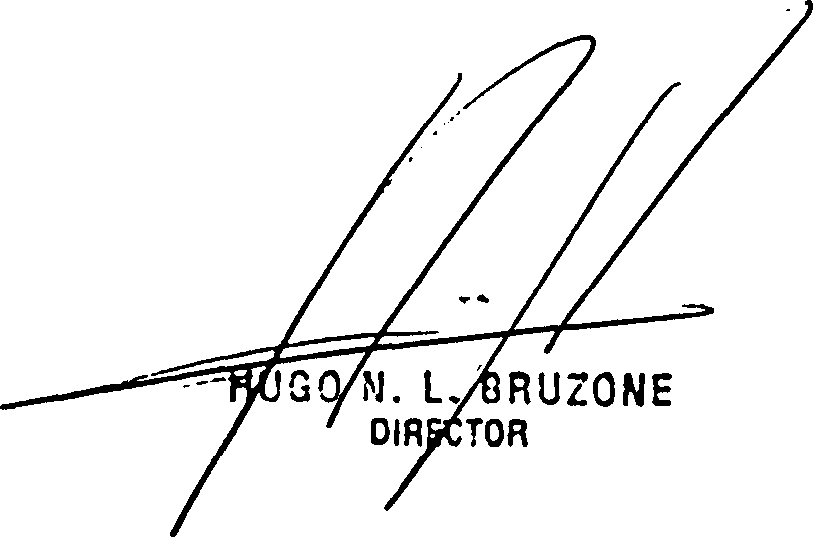 HUGO N. L. BRUZONE
DIRECTOR